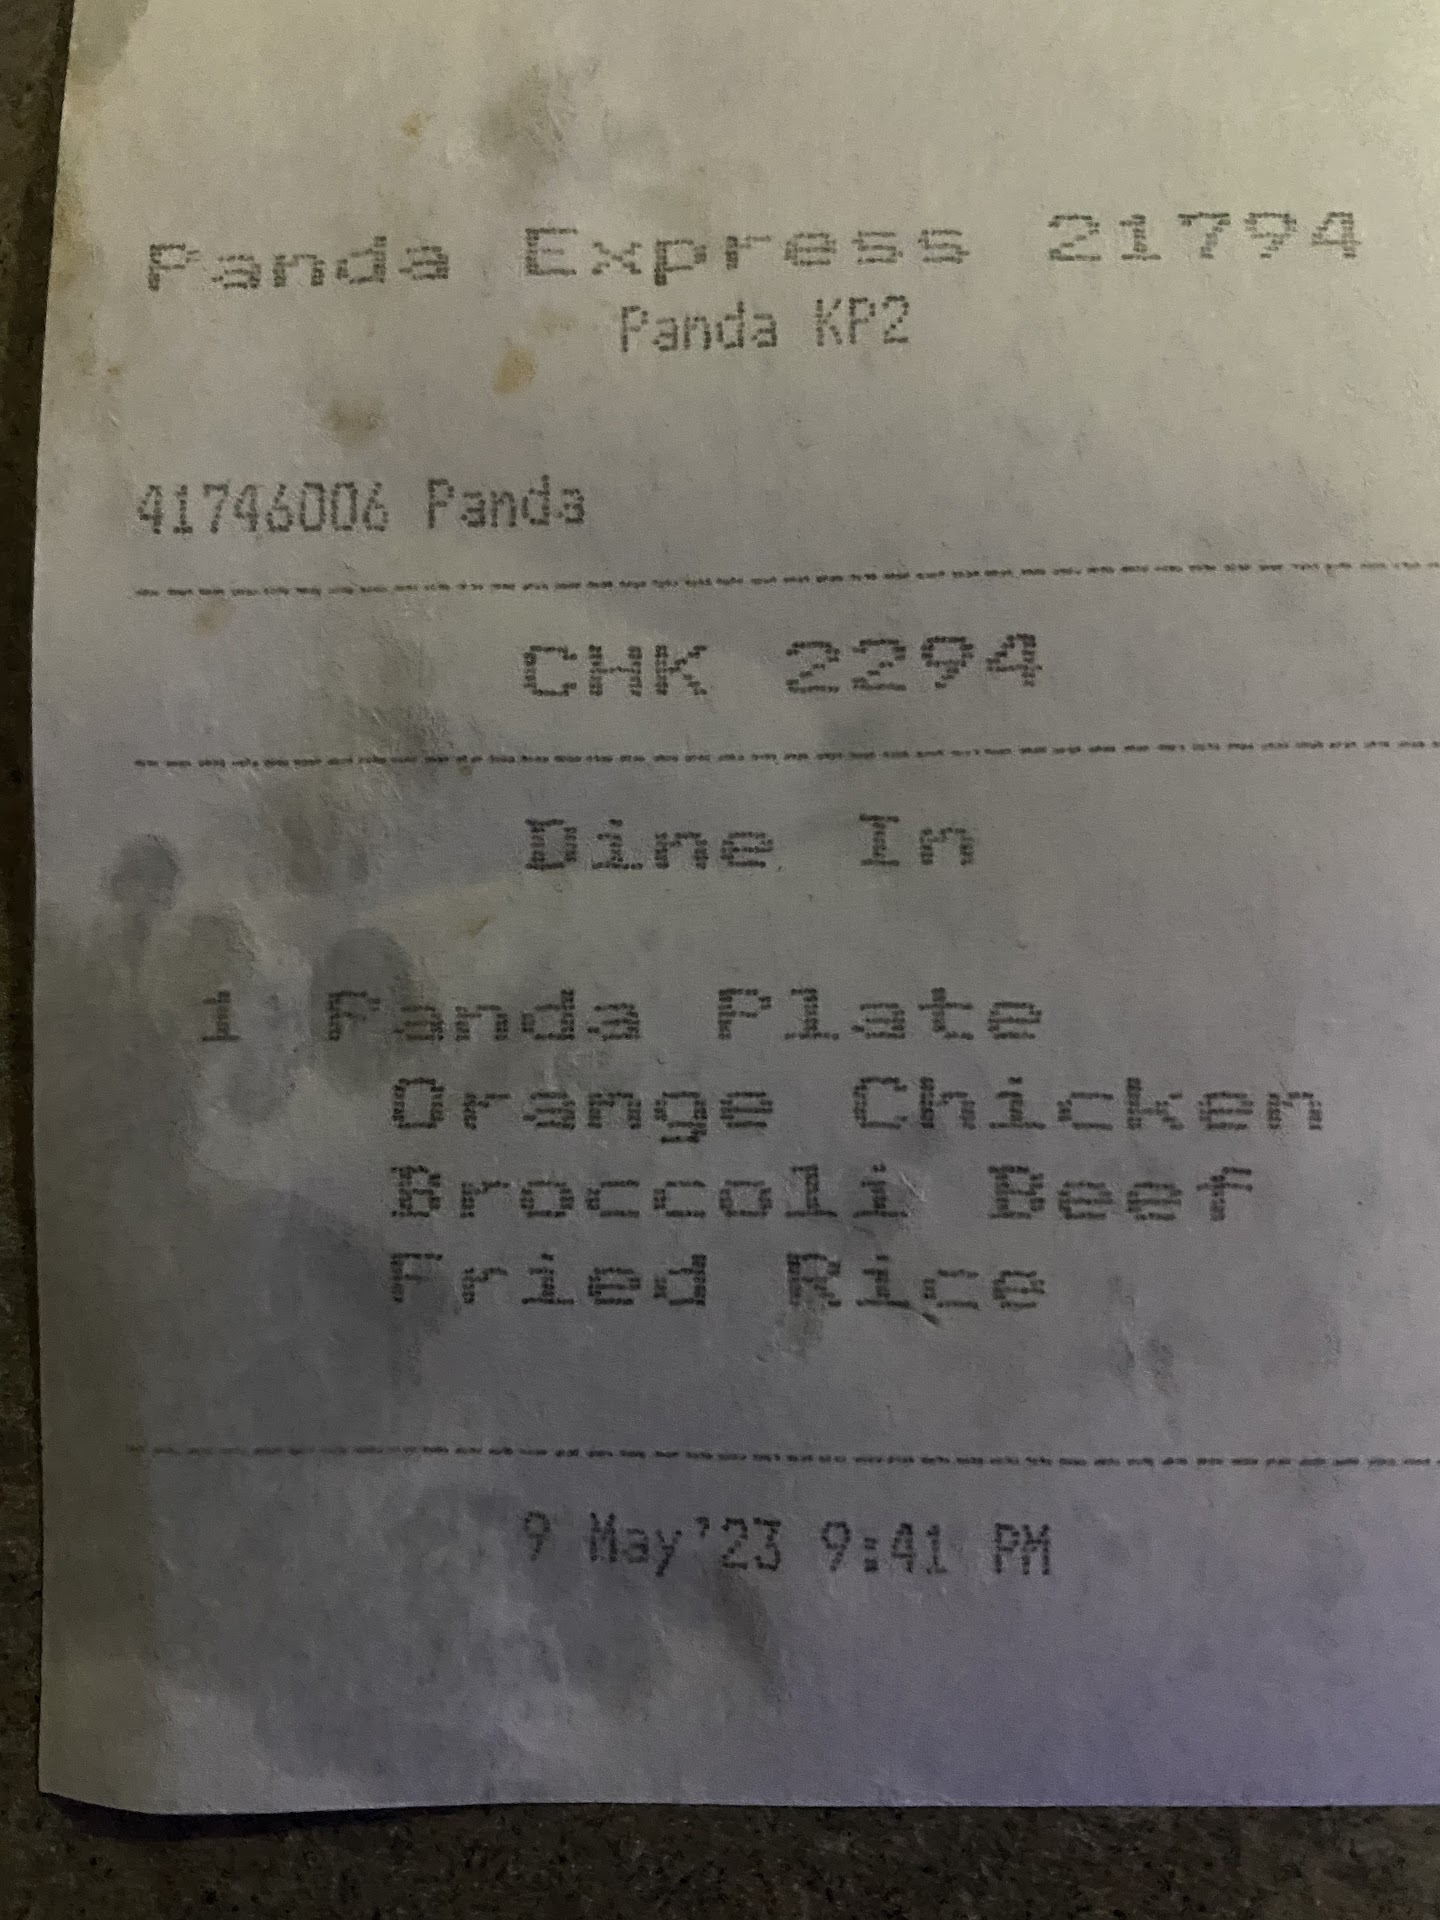 Panda Express 21794
Panda KP2
41746006 Panda
CHK 2294
Dine In
1 Panda Plate
Orange Chicken
Broccoli Beef
Fried Rice
9 May'23 9:41 PM